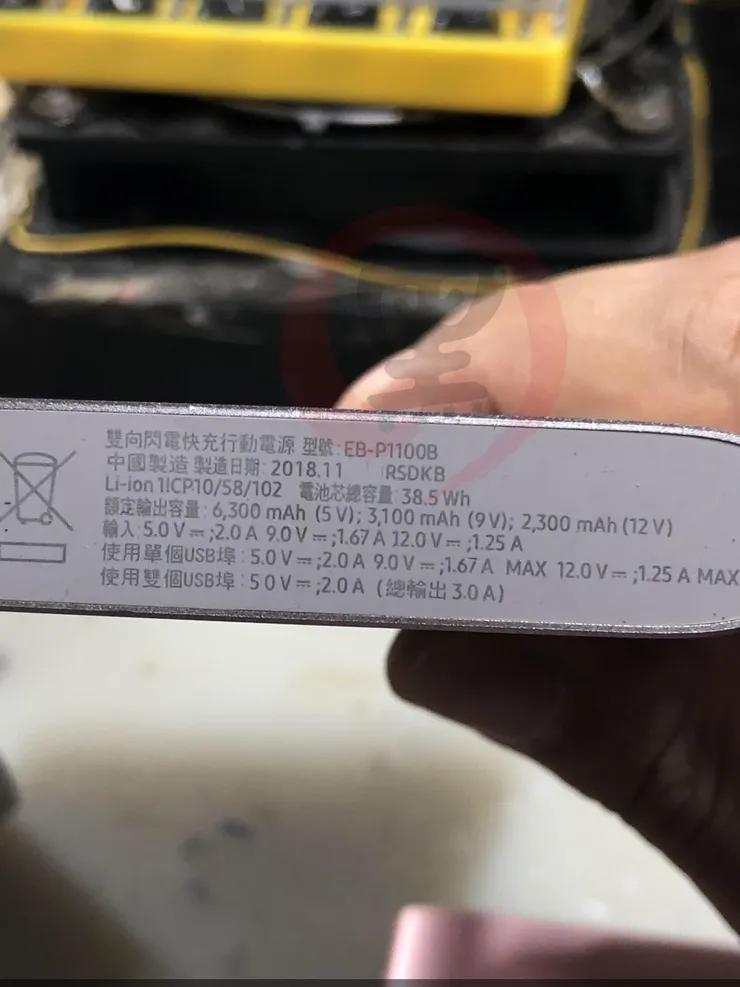 雙向閃電快充行動電源 型號: EB-P1100B
中國製造 製造日期: 2018.11 RSDKB
Li-ion 1ICP10/58/102 電池芯總容量: 38.5 Wh
額定輸出容量: 6,300 mAh (5 V); 3,100 mAh (9 V); 2,300 mAh (12 V)
輸入: 5.0 V ⎓ ;2.0 A 9.0 V ⎓ ;1.67 A 12.0 V ⎓ ;1.25 A
使用單個USB埠: 5.0 V ⎓ ;2.0 A 9.0 V ⎓ ;1.67 A MAX 12.0 V ⎓ ;1.25 A MAX
使用雙個USB埠: 5 0 V ⎓ ;2.0 A (總輸出 3.0 A)